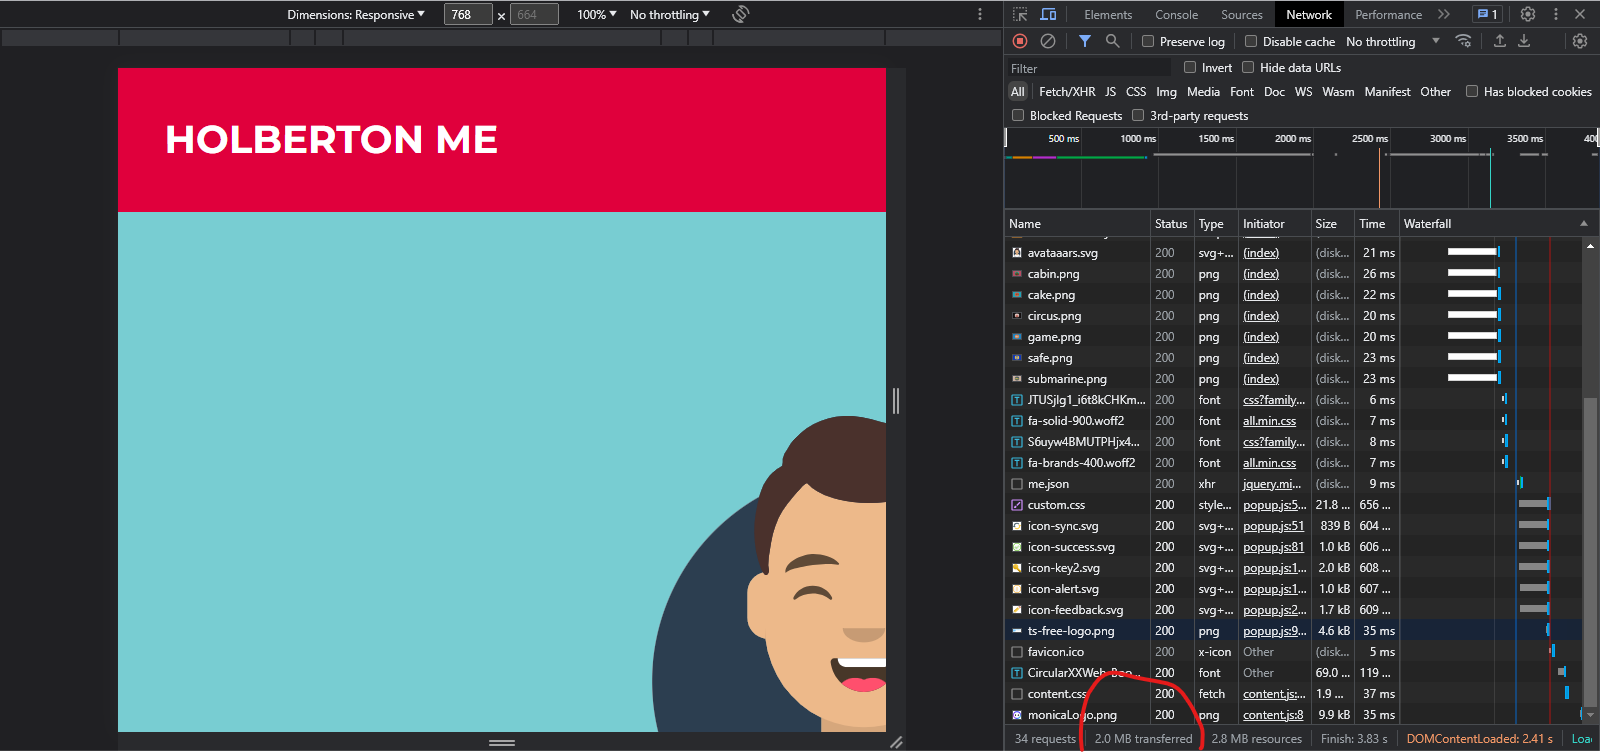 Dimensions: Responsive 768 x 664 100% No throttling
Elements Console Sources Network Performance 1
Preserve log Disable cache No throttling
Filter Invert Hide data URLs
All Fetch/XHR JS CSS Img Media Font Doc WS Wasm Manifest Other Has blocked cookies
Blocked Requests 3rd-party requests
500 ms 1000 ms 1500 ms 2000 ms 2500 ms 3000 ms 3500 ms 400
HOLBERTON ME
Name Status Type Initiator Size Time Waterfall
avataaars.svg 200 svg+... (index) (disk... 21 ms
cabin.png 200 png (index) (disk... 26 ms
cake.png 200 png (index) (disk... 22 ms
circus.png 200 png (index) (disk... 20 ms
game.png 200 png (index) (disk... 20 ms
safe.png 200 png (index) (disk... 23 ms
submarine.png 200 png (index) (disk... 23 ms
JTUSjIg1_i6t8kCHKm... 200 font css?family... (disk... 6 ms
fa-solid-900.woff2 200 font all.min.css (disk... 7 ms
S6uyw4BMUTPHjx4... 200 font css?family... (disk... 8 ms
fa-brands-400.woff2 200 font all.min.css (disk... 7 ms
me.json 200 xhr jquery.mi... (disk... 9 ms
custom.css 200 style... popup.js:5... 21.8 ... 656 ...
icon-sync.svg 200 svg+... popup.js:51 839 B 604 ...
icon-success.svg 200 svg+... popup.js:81 1.0 kB 606 ...
icon-key2.svg 200 svg+... popup.js:1... 2.0 kB 608 ...
icon-alert.svg 200 svg+... popup.js:1... 1.0 kB 607 ...
icon-feedback.svg 200 svg+... popup.js:2... 1.7 kB 609 ...
ts-free-logo.png 200 png popup.js:9... 4.6 kB 35 ms
favicon.ico 200 x-icon Other (disk... 5 ms
CircularXXWeb-Boo... 200 font Other 69.0 ... 119 ...
content.css 200 fetch content.js:... 1.9 ... 37 ms
monicaLogo.png 200 png content.js:8 9.9 kB 35 ms
34 requests 2.0 MB transferred 2.8 MB resources Finish: 3.83 s DOMContentLoaded: 2.41 s Loa